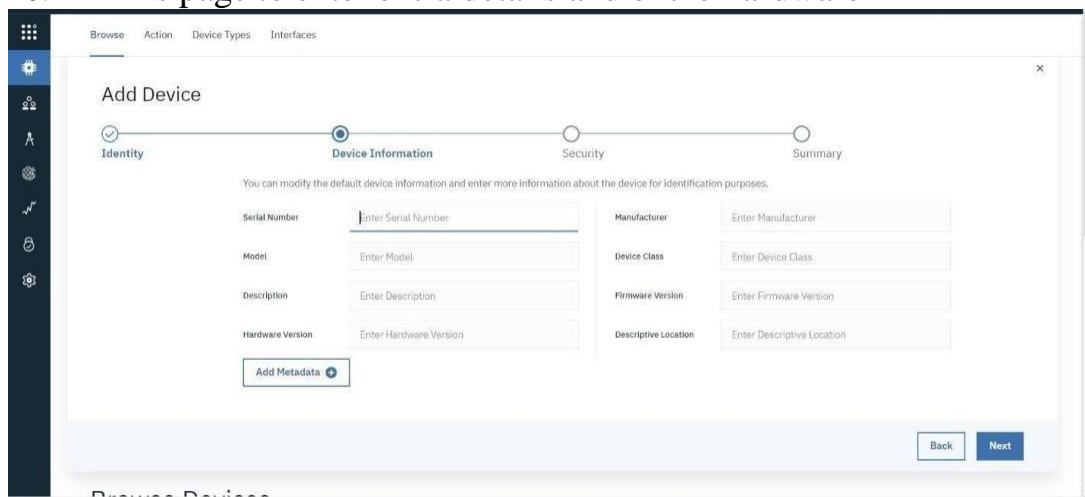 Browse Action Device Types Interfaces
×
Add Device
Identity Device Information Security Summary
You can modify the default device information and enter more information about the device for identification purposes.
Serial Number Enter Serial Number Manufacturer Enter Manufacturer
Model Enter Model Device Class Enter Device Class
Description Enter Description Firmware Version Enter Firmware Version
Hardware Version Enter Hardware Version Descriptive Location Enter Descriptive Location
Add Metadata
Back Next
Browse Devices